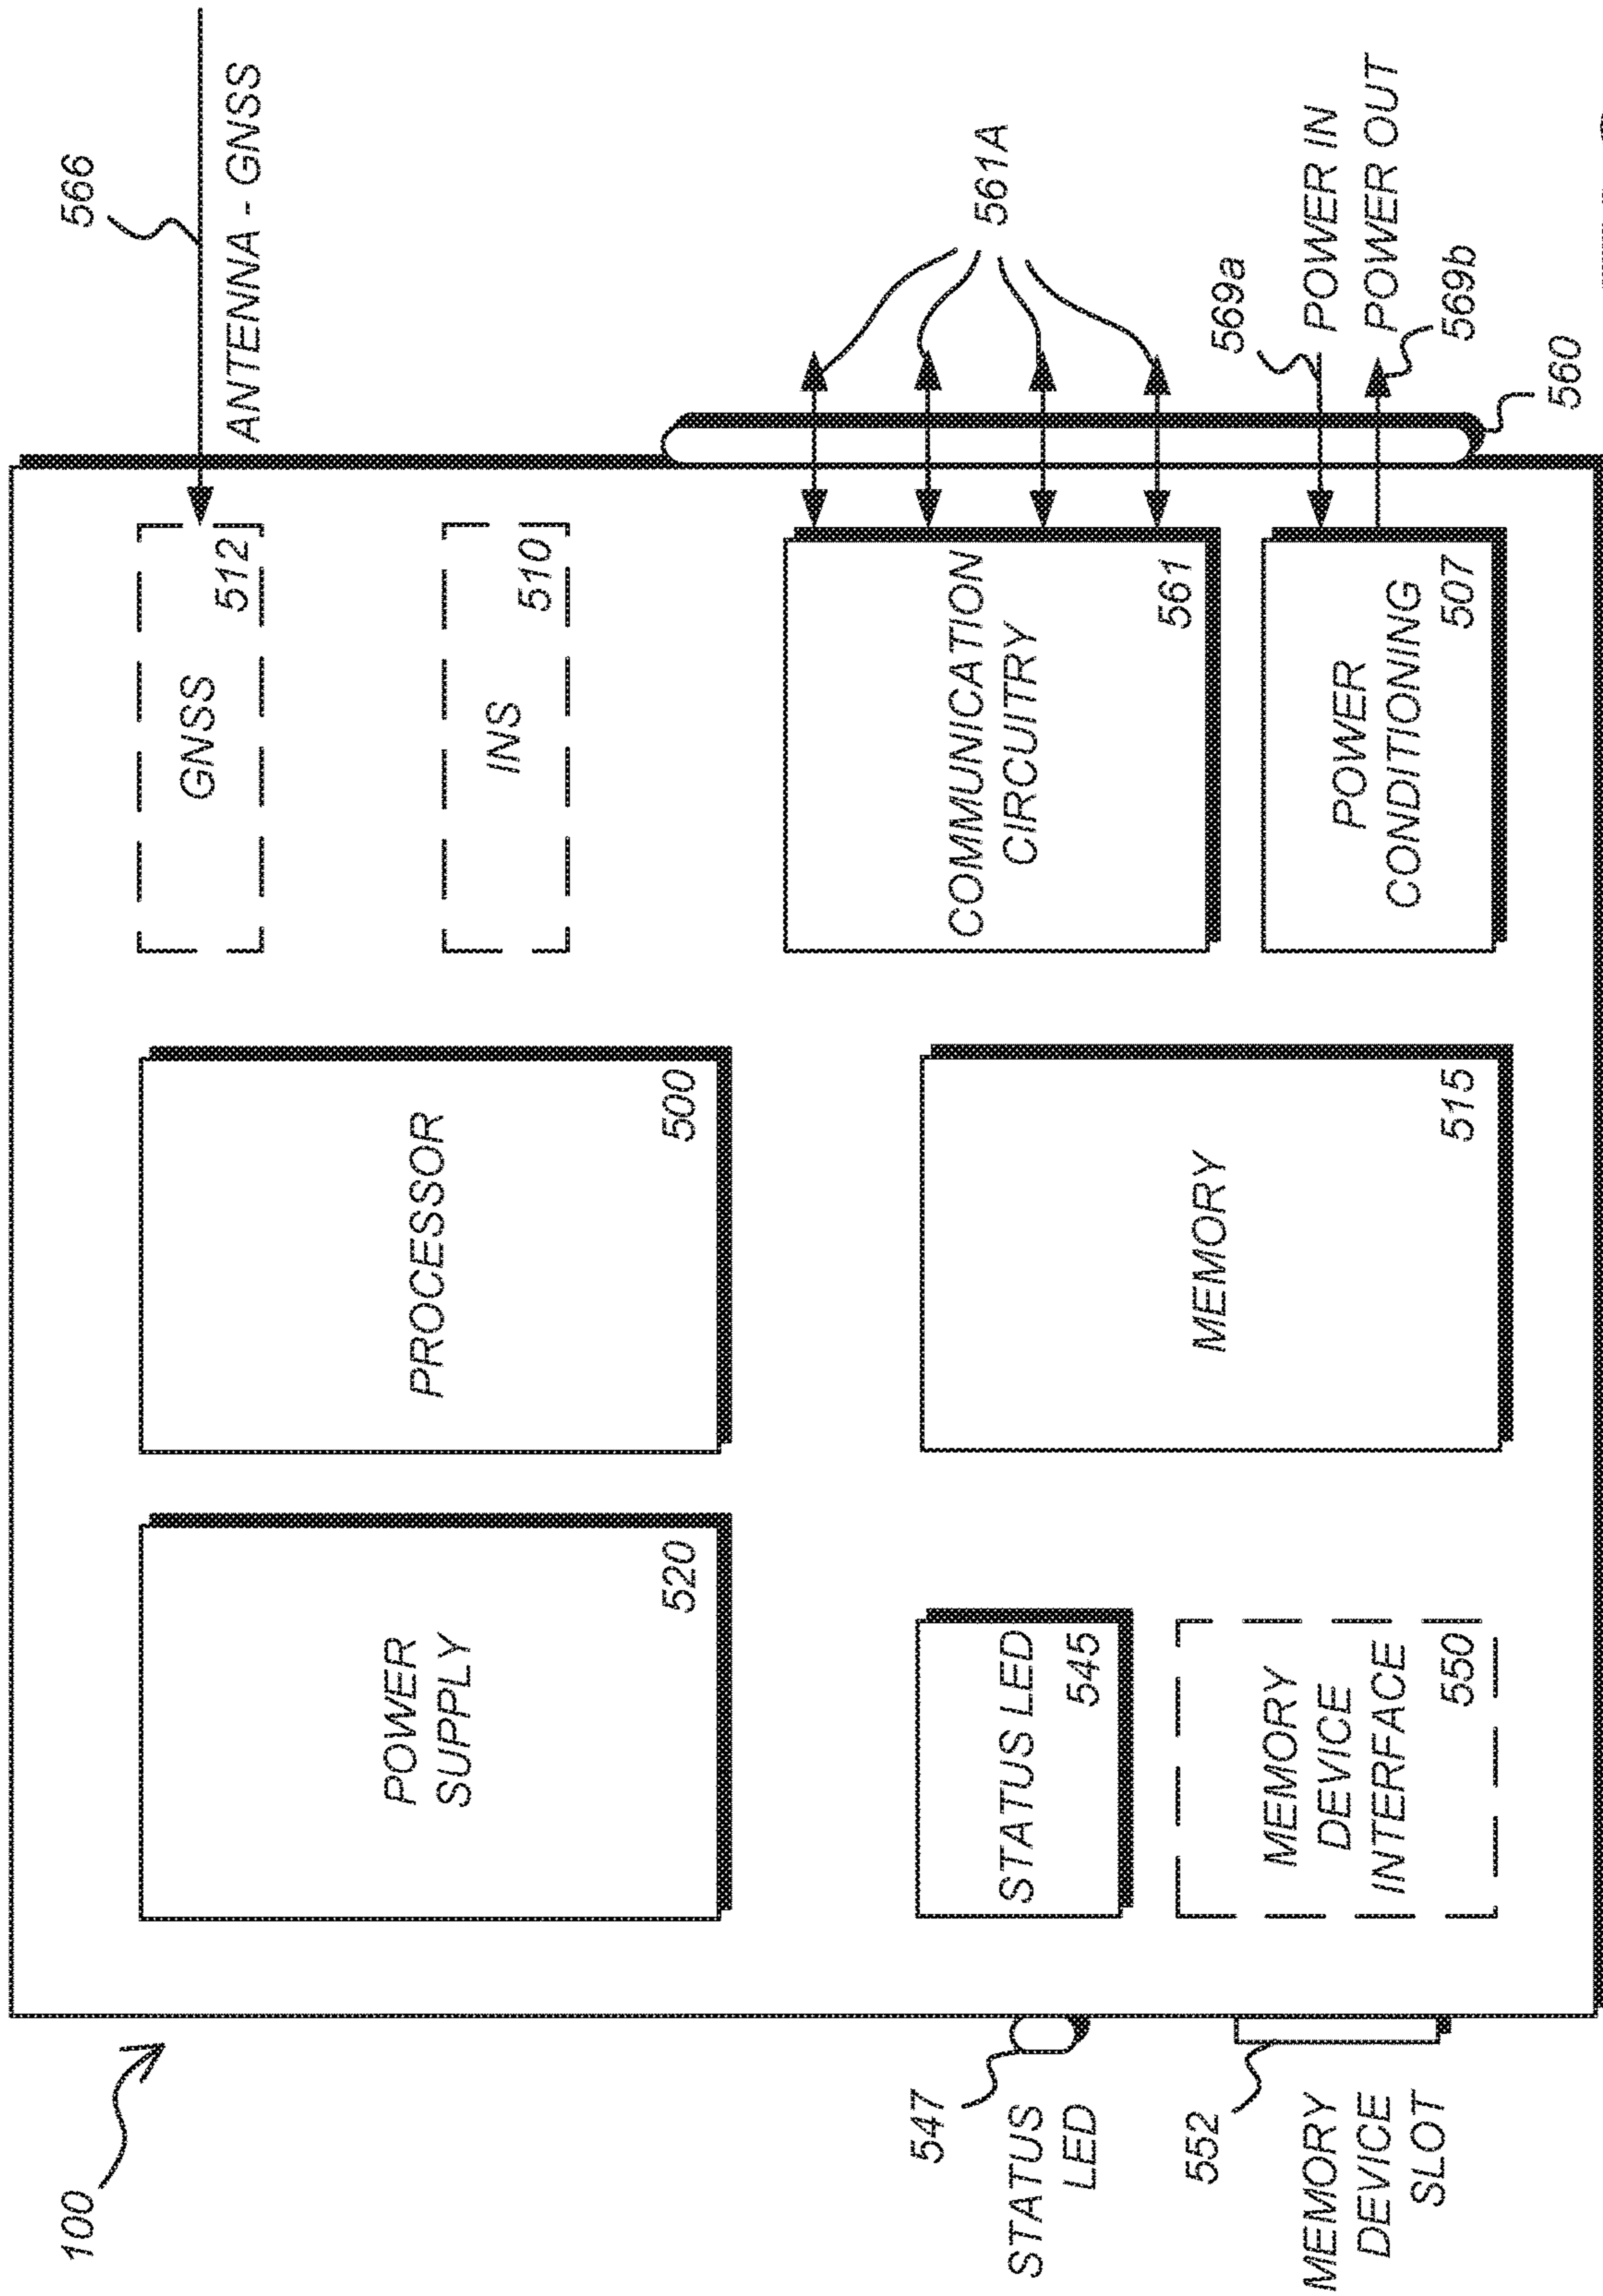 100
POWER
SUPPLY
520
PROCESSOR
500
GNSS
512
566
ANTENNA - GNSS
INS
510
547
STATUS
LED
STATUS LED
545
552
MEMORY
DEVICE
SLOT
MEMORY
DEVICE
INTERFACE
550
MEMORY
515
COMMUNICATION
CIRCUITRY
561
561A
POWER
CONDITIONING
507
569a
POWER IN
POWER OUT
569b
560